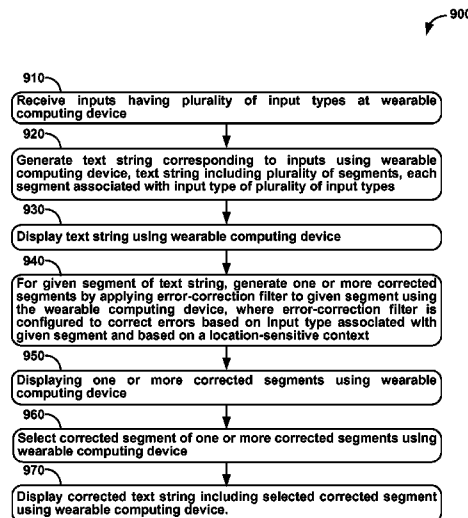 900
910
Receive inputs having plurality of input types at wearable
computing device
920
Generate text string corresponding to inputs using wearable
computing device, text string including plurality of segments, each
segment associated with input type of plurality of input types
930
Display text string using wearable computing device
940
For given segment of text string, generate one or more corrected
segments by applying error-correction filter to given segment using
the wearable computing device, where error-correction filter is
configured to correct errors based on input type associated with
given segment and based on a location-sensitive context
950
Displaying one or more corrected segments using wearable
computing device
960
Select corrected segment of one or more corrected segments using
wearable computing device
970
Display corrected text string including selected corrected segment
using wearable computing device.